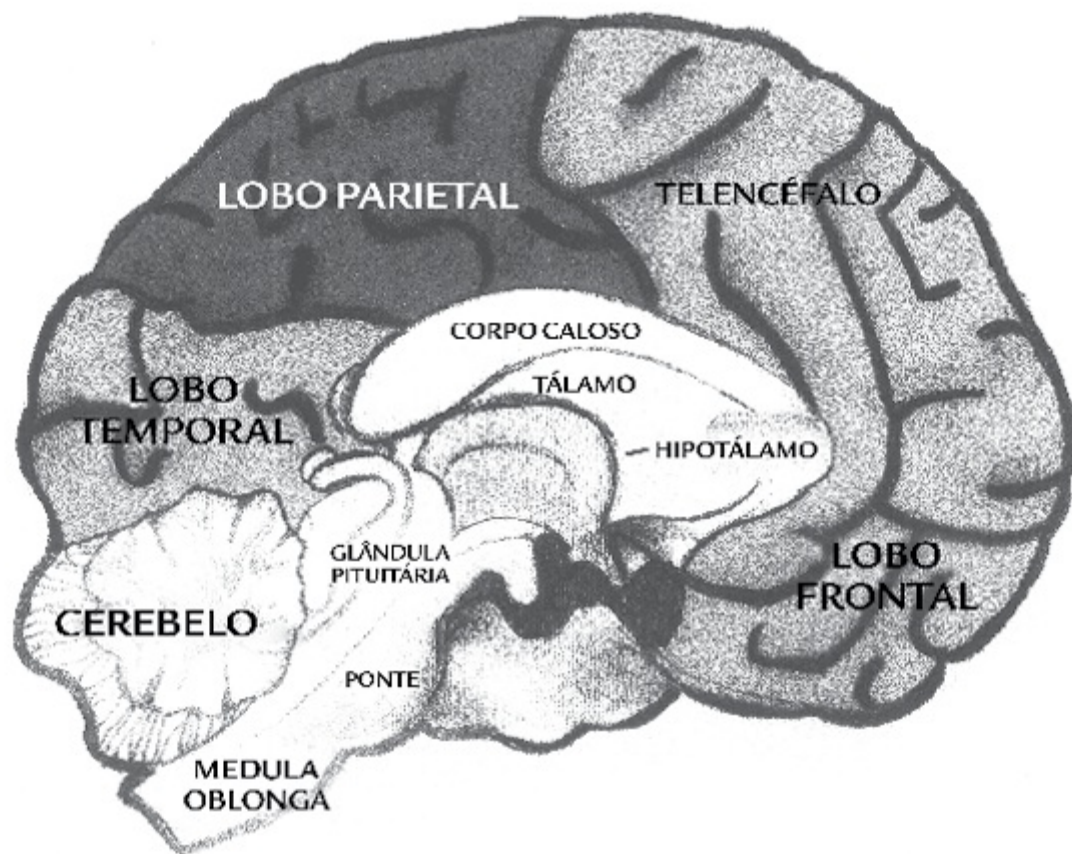 LOBO PARIETAL
TELENCÉFALO
CORPO CALOSO
TÁLAMO
LOBO
TEMPORAL
HIPOTÁLAMO
GLÂNDULA
PITUITÁRIA
LOBO
FRONTAL
CEREBELO
PONTE
MEDULA
OBLONGA